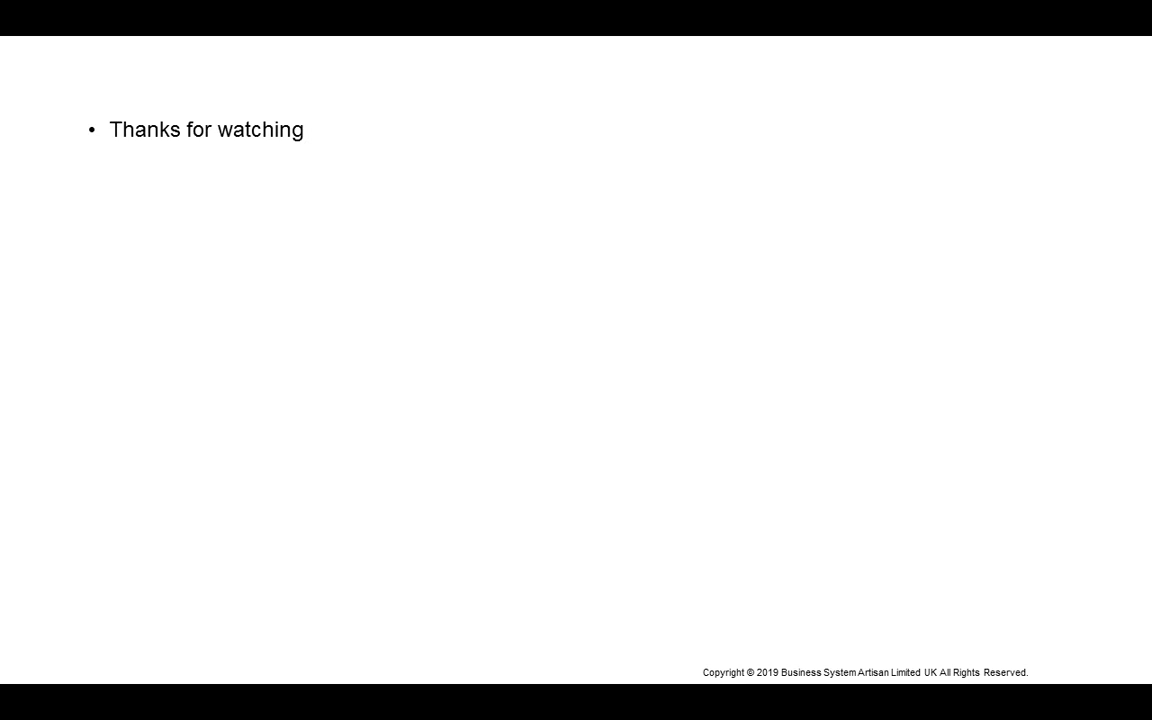 • Thanks for watching
Copyright © 2019 Business System Artisan Limited UK All Rights Reserved.